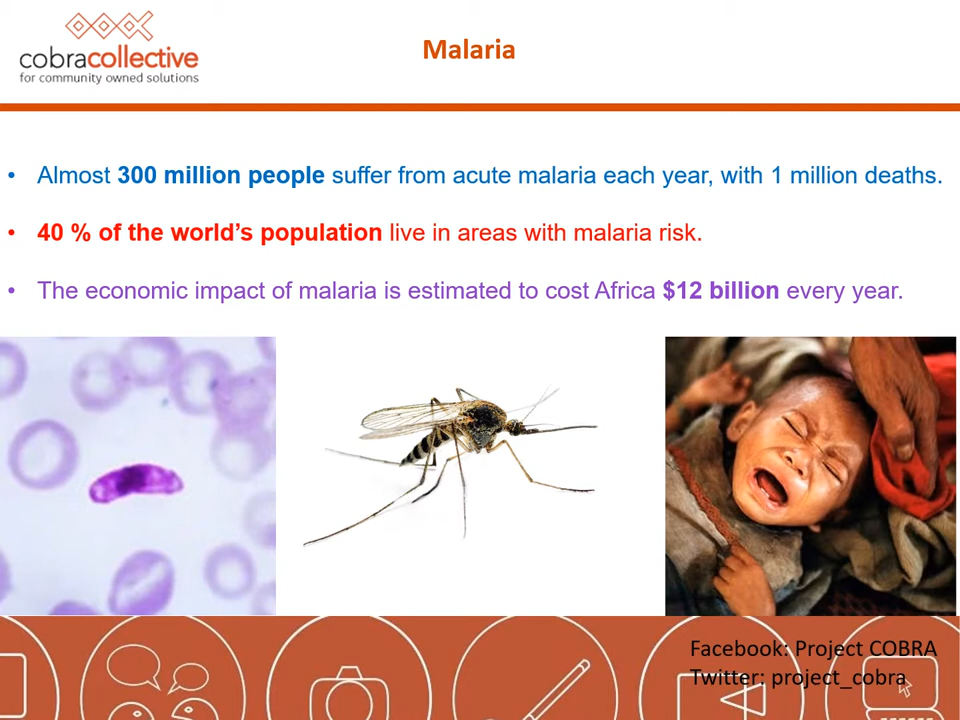 cobracollective
for community owned solutions
Malaria
• Almost 300 million people suffer from acute malaria each year, with 1 million deaths.
• 40 % of the world’s population live in areas with malaria risk.
• The economic impact of malaria is estimated to cost Africa $12 billion every year.
Facebook: Project COBRA
Twitter: project_cobra